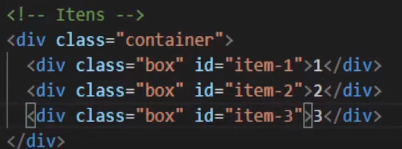 <!-- Itens -->
<div class="container">
<div class="box" id="item-1">1</div>
<div class="box" id="item-2">2</div>
<div class="box" id="item-3">3</div>
</div>